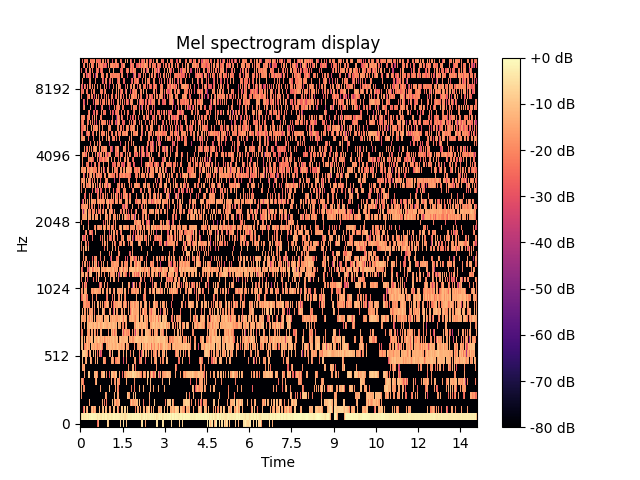 Mel spectrogram display
Hz
8192
4096
2048
1024
512
0
0 1.5 3 4.5 6 7.5 9 10 12 14
Time
+0 dB
-10 dB
-20 dB
-30 dB
-40 dB
-50 dB
-60 dB
-70 dB
-80 dB